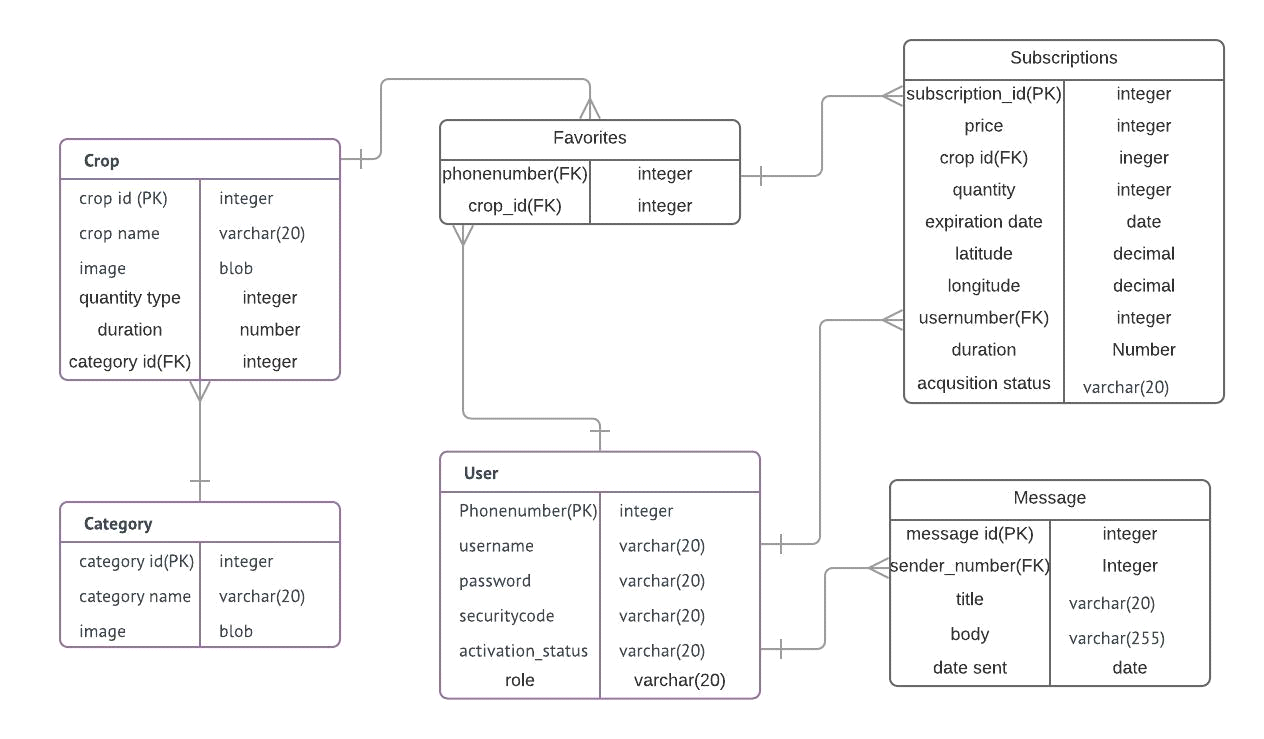 Subscriptions
subscription_id(PK) integer
price integer
crop id(FK) ineger
quantity integer
expiration date date
latitude decimal
longitude decimal
usernumber(FK) integer
duration Number
acqusition status varchar(20)
Favorites
phonenumber(FK) integer
crop_id(FK) integer
Crop
crop id (PK) integer
crop name varchar(20)
image blob
quantity type integer
duration number
category id(FK) integer
Category
category id(PK) integer
category name varchar(20)
image blob
User
Phonenumber(PK) integer
username varchar(20)
password varchar(20)
securitycode varchar(20)
activation_status varchar(20)
role varchar(20)
Message
message id(PK) integer
sender_number(FK) Integer
title varchar(20)
body varchar(255)
date sent date